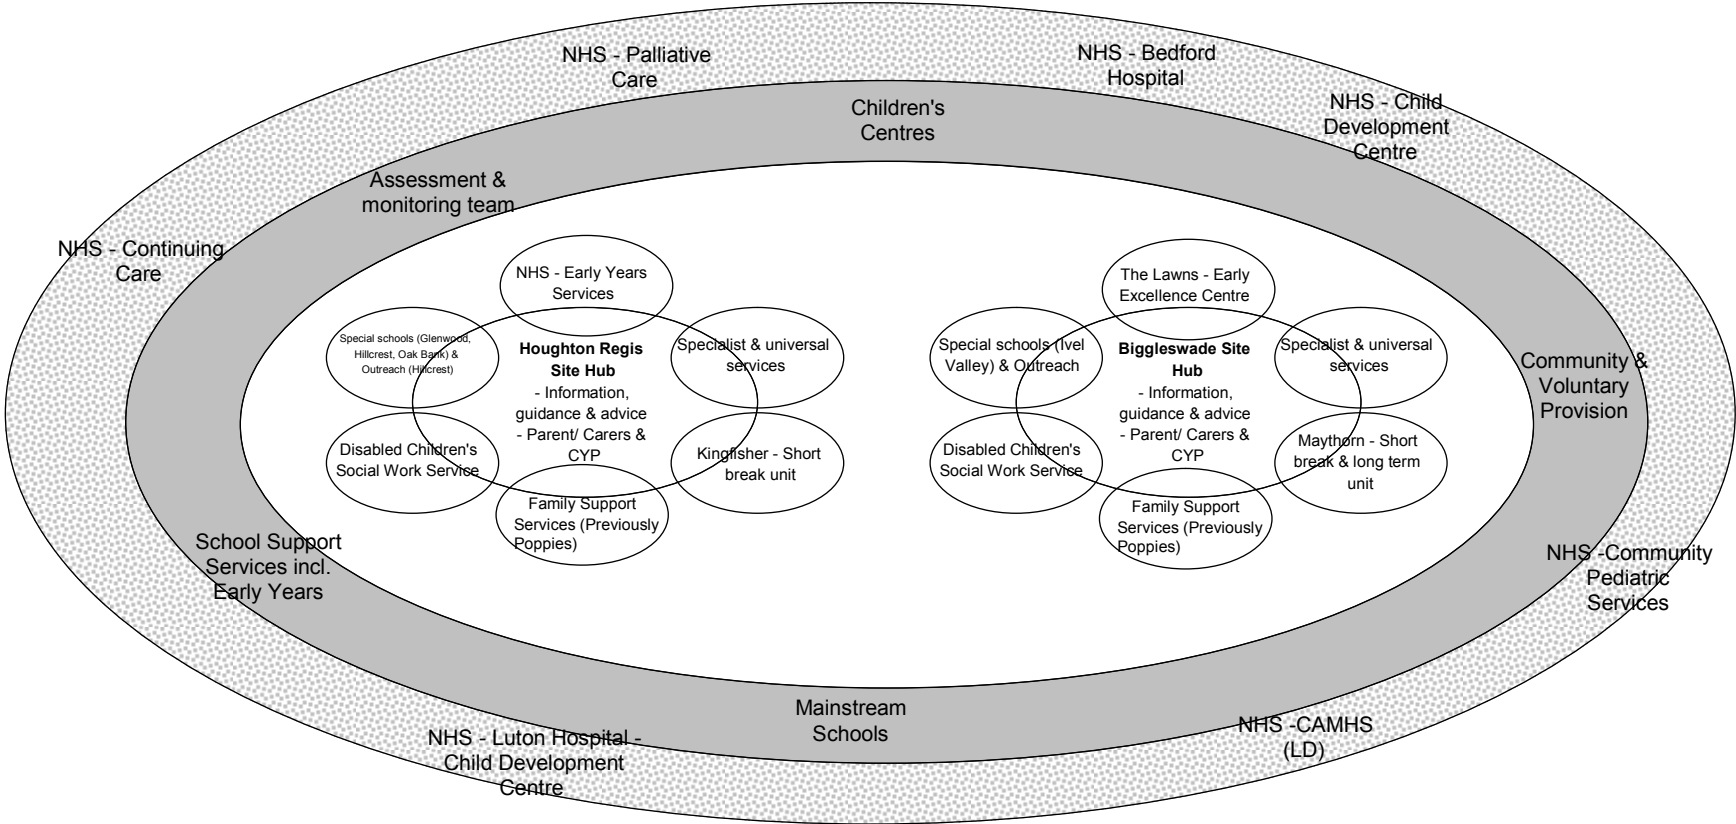 NHS - Palliative
Care
NHS - Bedford
Hospital
NHS - Child
Development
Centre
Children's
Centres
Assessment &
monitoring team
NHS - Continuing
Care
NHS - Early Years
Services
Special schools (Glenwood,
Hillcrest, Oak Bank) &
Outreach (Hillcrest)
Houghton Regis
Site Hub
- Information,
guidance & advice
- Parent/ Carers &
CYP
Specialist & universal
services
Disabled Children's
Social Work Service
Kingfisher - Short
break unit
Family Support
Services (Previously
Poppies)
The Lawns - Early
Excellence Centre
Special schools (Ivel
Valley) & Outreach
Biggleswade Site
Hub
- Information,
guidance & advice
- Parent/ Carers &
CYP
Specialist & universal
services
Disabled Children's
Social Work Service
Maythorn - Short
break & long term
unit
Family Support
Services (Previously
Poppies)
Community &
Voluntary
Provision
School Support
Services incl.
Early Years
NHS -Community
Pediatric
Services
Mainstream
Schools
NHS - Luton Hospital -
Child Development
Centre
NHS -CAMHS
(LD)